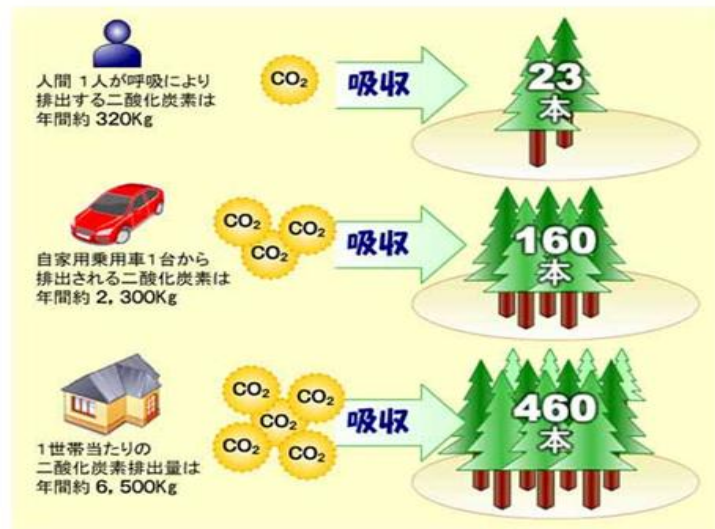 人間 1人が呼吸により
排出する二酸化炭素は
年間約 320Kg
CO₂
吸収
23
本
自家用乗用車1台から
排出される二酸化炭素は
年間約 2, 300Kg
CO₂
CO₂
CO₂
吸収
160
本
1世帯当たりの
二酸化炭素排出量は
年間約 6, 500Kg
CO₂
CO₂
CO₂
CO₂
CO₂
吸収
460
本